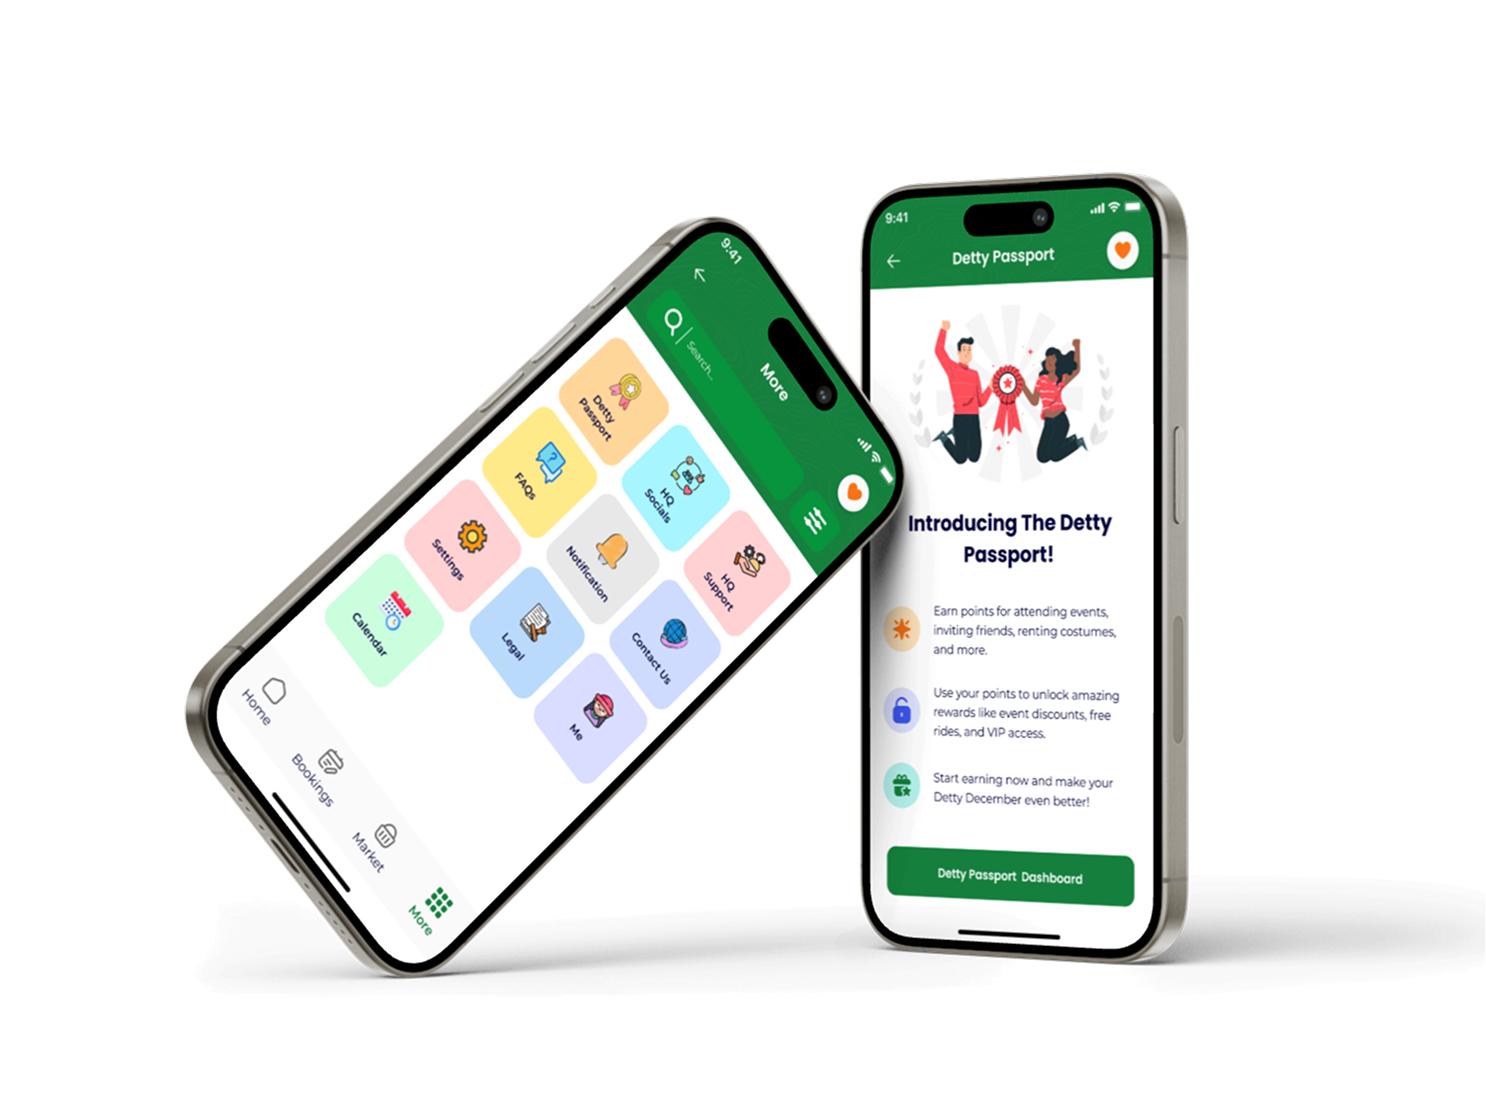 9:41
More
Search...
Detty
Passport
HQ
Socials
HQ
Support
FAQs
Notification
Contact Us
Settings
Legal
Me
Calendar
Home
Bookings
Market
More
9:41
Detty Passport
Introducing The Detty
Passport!
Earn points for attending events,
inviting friends, renting costumes,
and more.
Use your points to unlock amazing
rewards like event discounts, free
rides, and VIP access.
Start earning now and make your
Detty December even better!
Detty Passport Dashboard